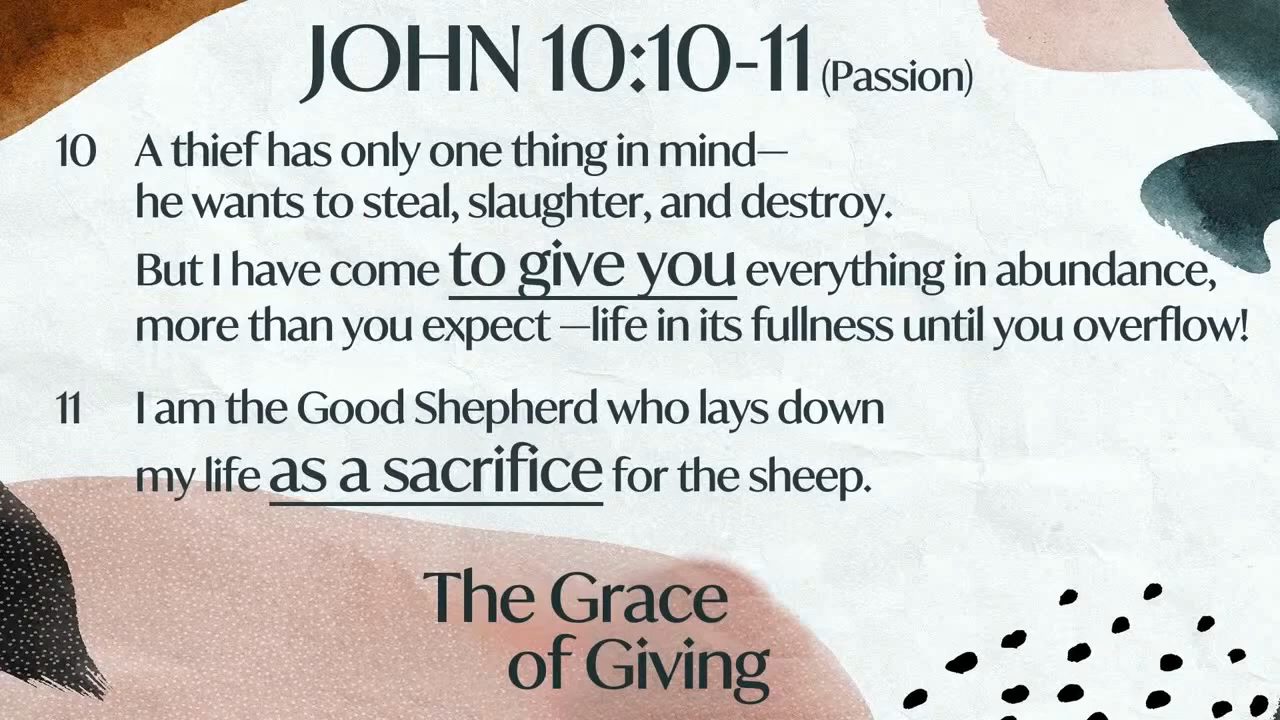 JOHN 10:10-11 (Passion)
10 A thief has only one thing in mind—
he wants to steal, slaughter, and destroy.
But I have come to give you everything in abundance,
more than you expect —life in its fullness until you overflow!
11 I am the Good Shepherd who lays down
my life as a sacrifice for the sheep.
The Grace
of Giving